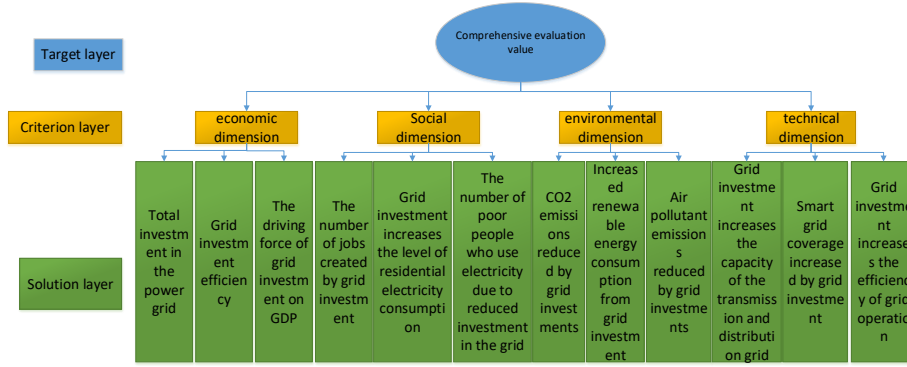 Comprehensive evaluation
value
Target layer
Criterion layer
economic
dimension
Social
dimension
environmental
dimension
technical
dimension
Solution layer
Total
investm
ent in
the
power
grid
Grid
investm
ent
efficien
cy
The
driving
force of
grid
investm
ent on
GDP
The
number
of jobs
created
by grid
investm
ent
Grid
investment
increases
the level of
residential
electricity
consumpti
on
The
number of
poor
people
who use
electricity
due to
reduced
investment
in the grid
CO2
emissi
ons
reduce
d by
grid
invest
ments
Increas
ed
renewa
ble
energy
consum
ption
from
grid
investm
ent
Air
pollutant
emission
s
reduced
by grid
investme
nts
Grid
investme
nt
increases
the
capacity
of the
transmiss
ion and
distributi
on grid
Smart
grid
coverage
increase
d by grid
investme
nt
Grid
investme
nt
increase
s the
efficienc
y of grid
operatio
n